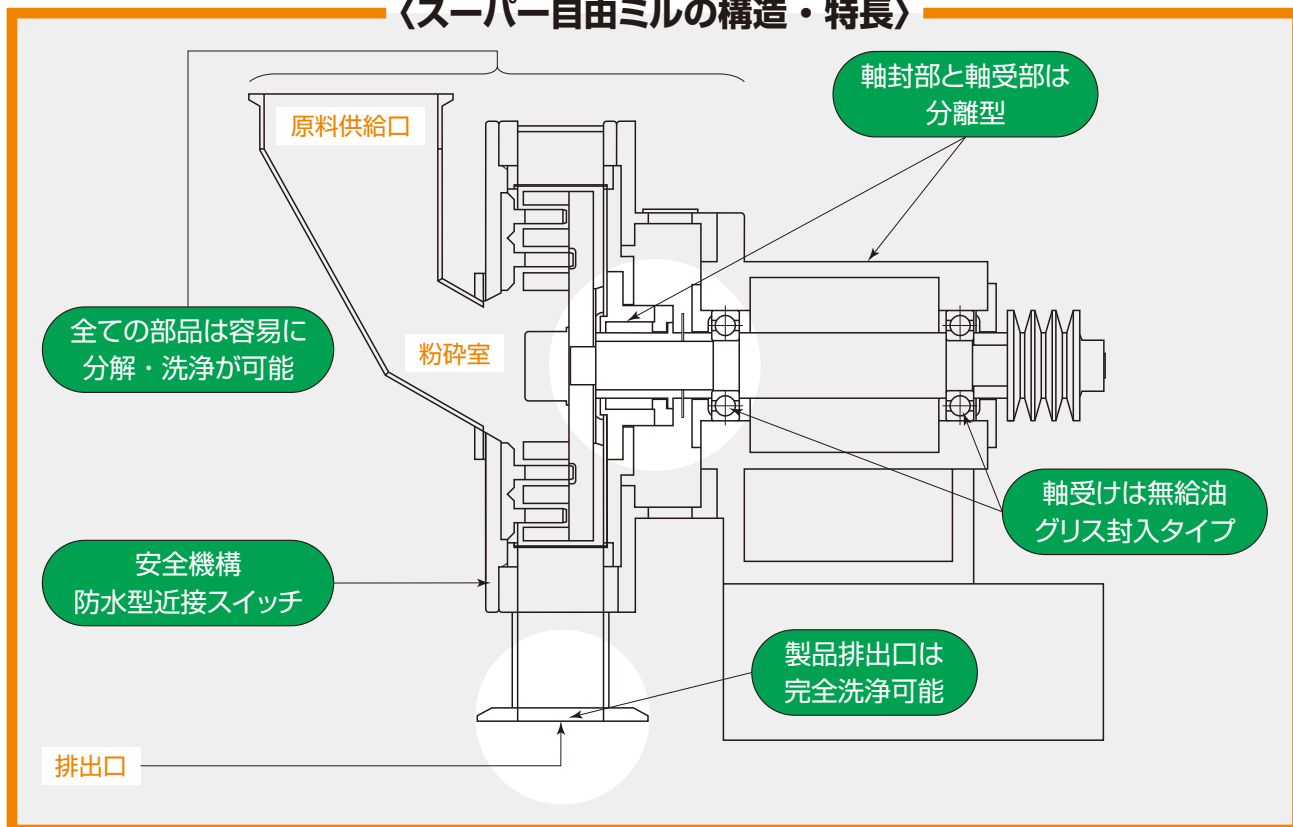 〈スーパー自由ミルの構造・特長〉
原料供給口
軸封部と軸受部は
分離型
全ての部品は容易に
分解・洗浄が可能
粉砕室
軸受けは無給油
グリス封入タイプ
安全機構
防水型近接スイッチ
製品排出口は
完全洗浄可能
排出口